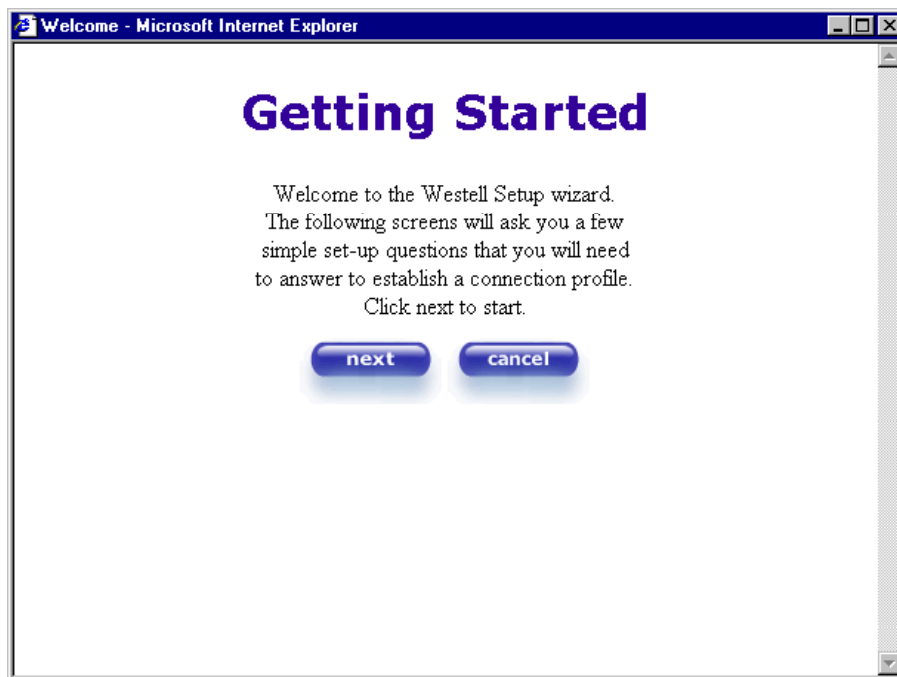 Welcome - Microsoft Internet Explorer
Getting Started
Welcome to the Westell Setup wizard.
The following screens will ask you a few
simple set-up questions that you will need
to answer to establish a connection profile.
Click next to start.
next cancel